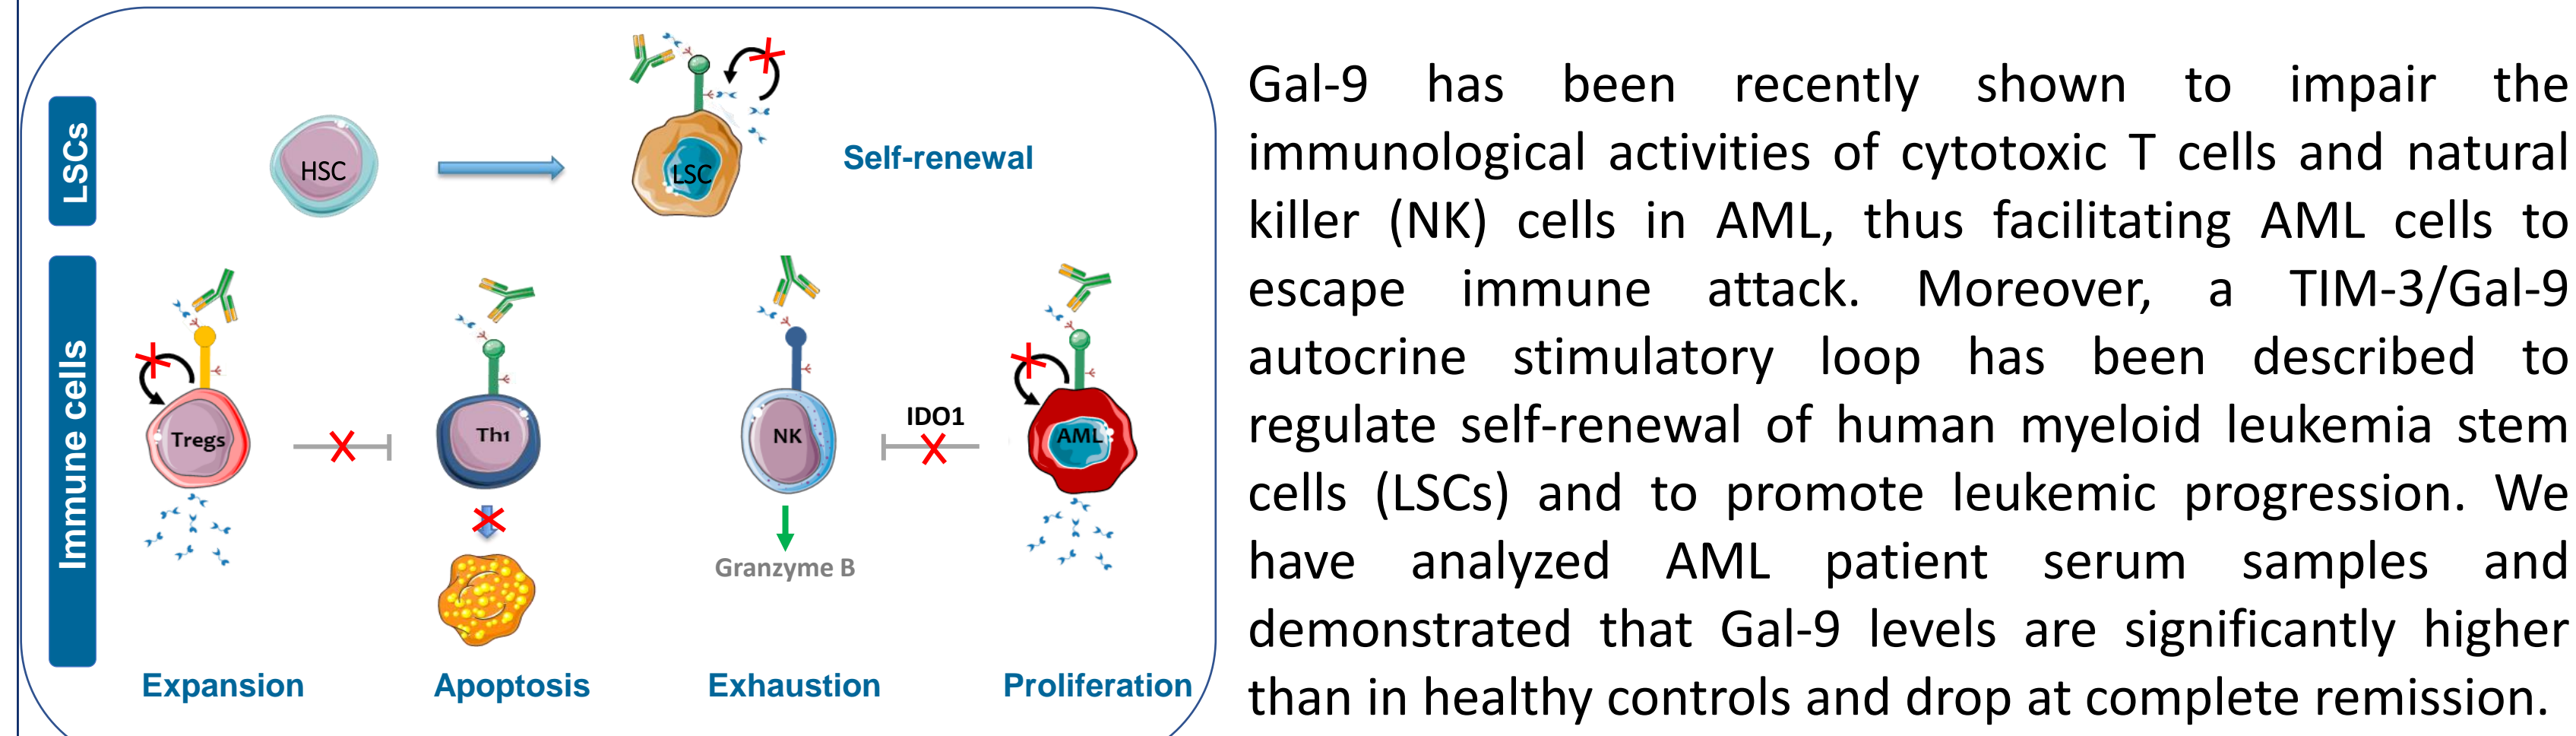 LSCs
HSC
LSC
Self-renewal
Immune cells
Tregs
Th1
NK
IDO1
AML
Granzyme B
Expansion
Apoptosis
Exhaustion
Proliferation
Gal-9 has been recently shown to impair the
immunological activities of cytotoxic T cells and natural
killer (NK) cells in AML, thus facilitating AML cells to
escape immune attack. Moreover, a TIM-3/Gal-9
autocrine stimulatory loop has been described to
regulate self-renewal of human myeloid leukemia stem
cells (LSCs) and to promote leukemic progression. We
have analyzed AML patient serum samples and
demonstrated that Gal-9 levels are significantly higher
than in healthy controls and drop at complete remission.